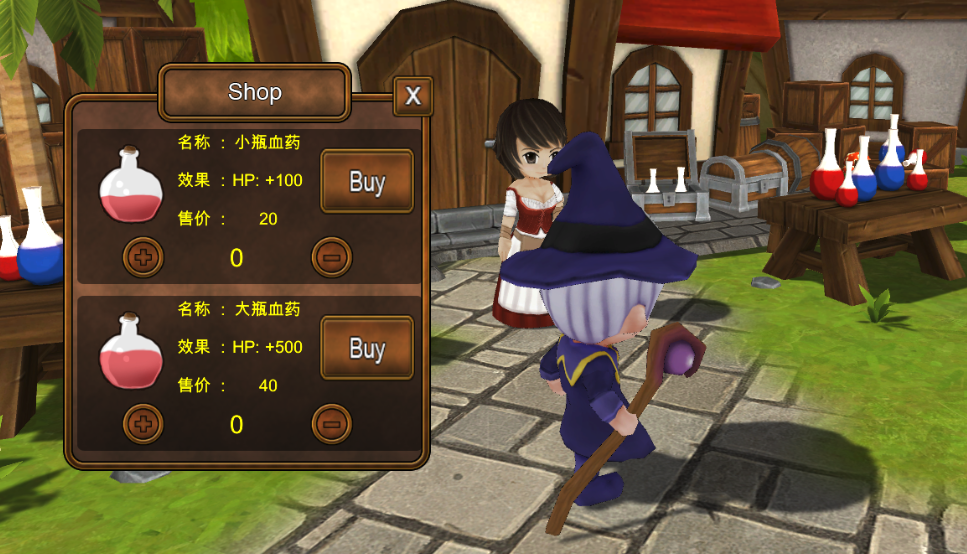 Shop
X
名称 : 小瓶血药
效果 : HP: +100
Buy
售价 : 20
0
名称 : 大瓶血药
效果 : HP: +500
Buy
售价 : 40
0